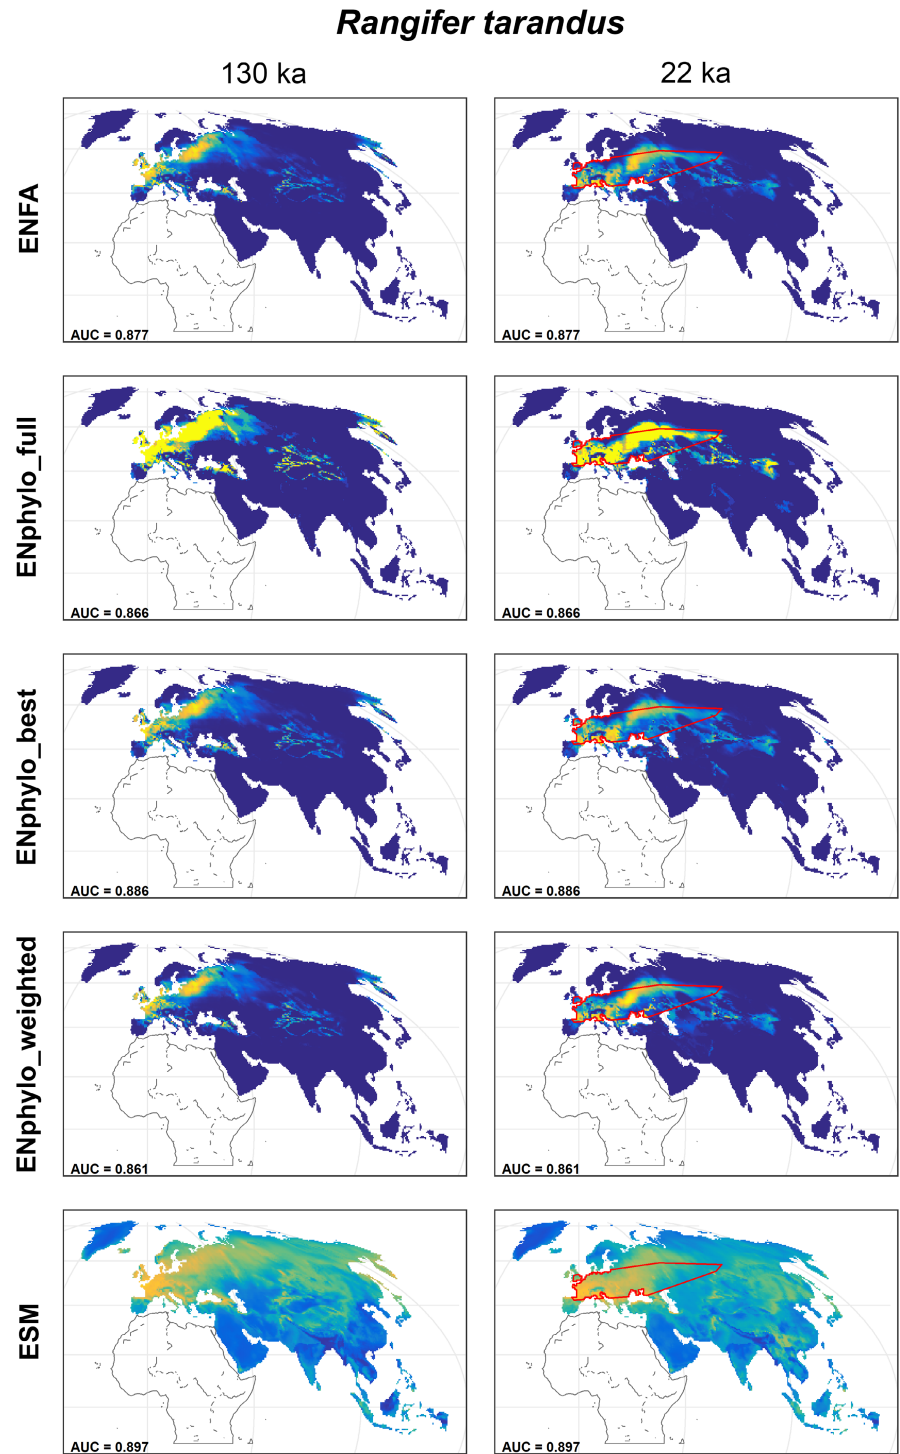 Rangifer tarandus
130 ka
22 ka
ENFA
AUC = 0.877
AUC = 0.877
ENphylo_full
AUC = 0.866
AUC = 0.866
ENphylo_best
AUC = 0.886
AUC = 0.886
ENphylo_weighted
AUC = 0.861
AUC = 0.861
ESM
AUC = 0.897
AUC = 0.897